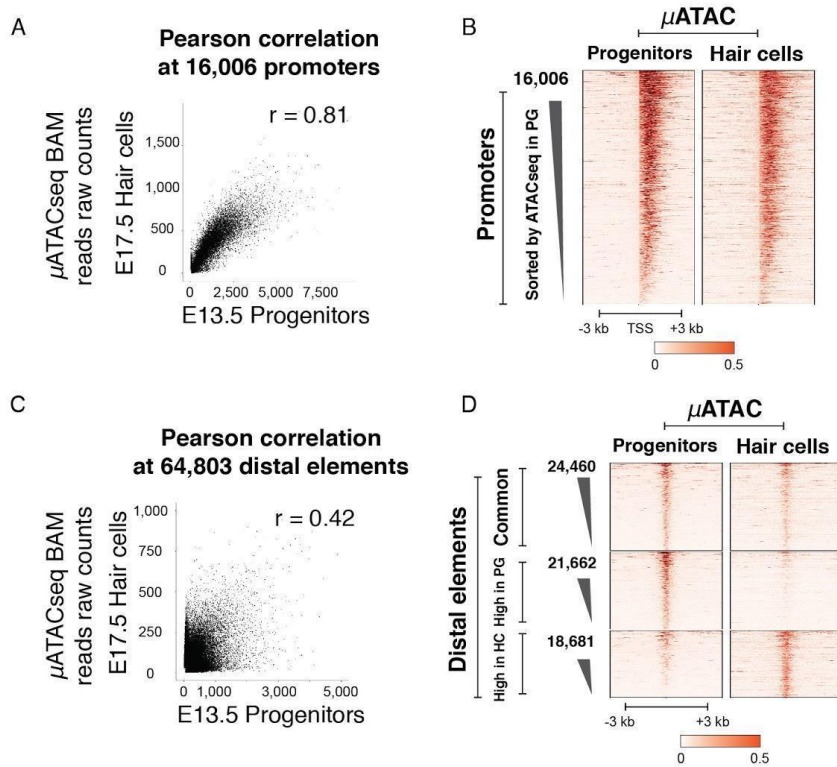 A
Pearson correlation
at 16,006 promoters
μATACseq BAM
reads raw counts
E17.5 Hair cells
r = 0.81
1,500
1,000
500
0
0 2,500 5,000 7,500
E13.5 Progenitors
B
μATAC
Progenitors Hair cells
16,006
Promoters
Sorted by ATACseq in PG
-3 kb TSS +3 kb
0 0.5
C
Pearson correlation
at 64,803 distal elements
μATACseq BAM
reads raw counts
E17.5 Hair cells
r = 0.42
1,000
750
500
250
0
0 1,000 3,000 5,000
E13.5 Progenitors
D
μATAC
Progenitors Hair cells
Distal elements
24,460
Common
21,662
High in PG
18,681
High in HC
-3 kb +3 kb
0 0.5